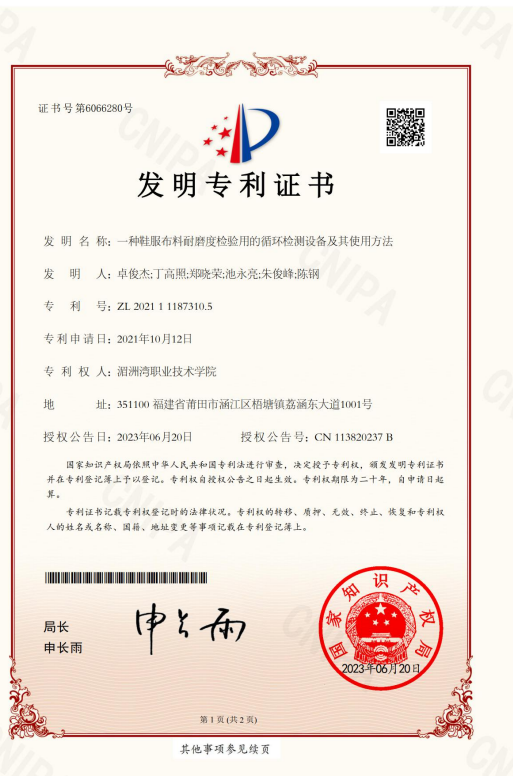 证书号第6066280号
发明专利证书
发 明 名 称：一种鞋服布料耐磨度检验用的循环检测设备及其使用方法
发 明 人：卓俊杰;丁高照;郑晓荣;池永亮;朱俊峰;陈钢
专 利 号：ZL 2021 1 1187310.5
专利申请日：2021年10月12日
专 利 权 人：湄洲湾职业技术学院
地 址：351100 福建省莆田市涵江区梧塘镇荔涵东大道1001号
授权公告日：2023年06月20日 授权公告号：CN 113820237 B
国家知识产权局依照中华人民共和国专利法进行审查，决定授予专利权，颁发发明专利证书
并在专利登记簿上予以登记。专利权自授权公告之日起生效。专利权期限为二十年，自申请日起
算。
专利证书记载专利权登记时的法律状况。专利权的转移、质押、无效、终止、恢复和专利权
人的姓名或名称、国籍、地址变更等事项记载在专利登记簿上。
局长
申长雨
申长雨
国家知识产权局
2023年06月20日
第 1 页 (共 2 页)
其他事项参见续页
CNIPA
CNIPA
CNIPA
CNIPA